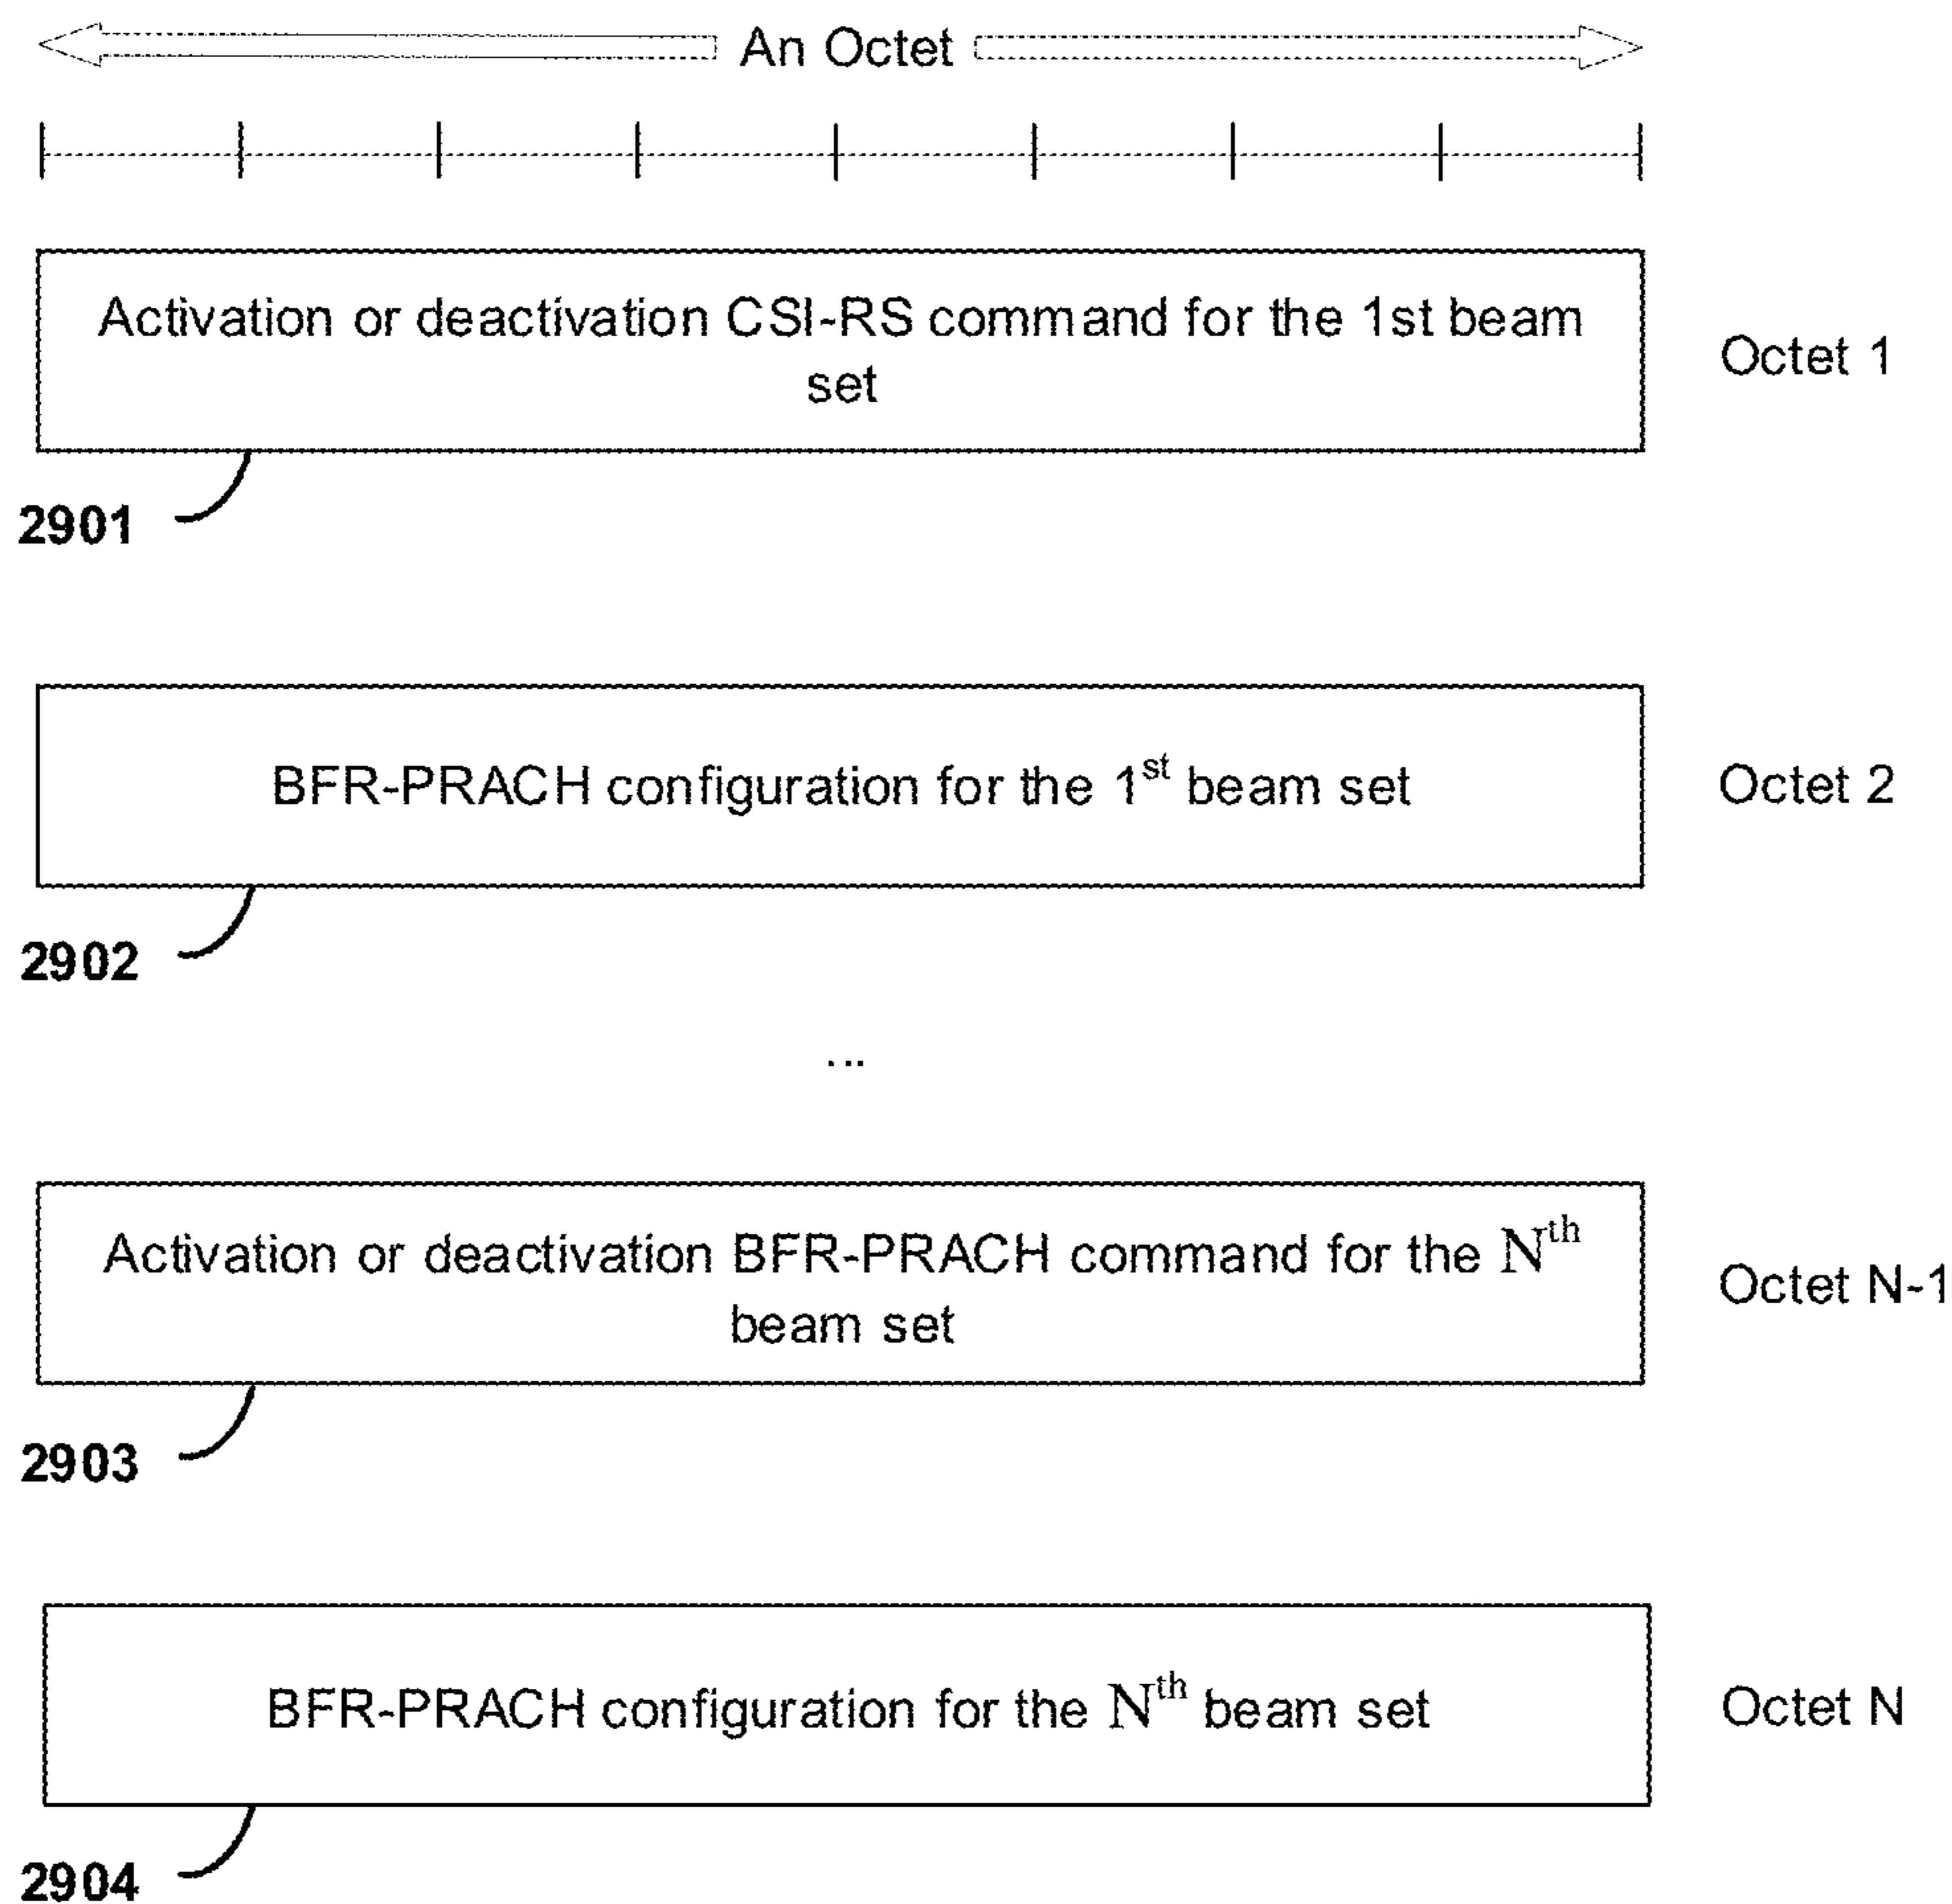 An Octet
Activation or deactivation CSI-RS command for the 1st beam
set
Octet 1
2901
BFR-PRACH configuration for the 1st beam set
Octet 2
2902
...
Activation or deactivation BFR-PRACH command for the Nth
beam set
Octet N-1
2903
BFR-PRACH configuration for the Nth beam set
Octet N
2904